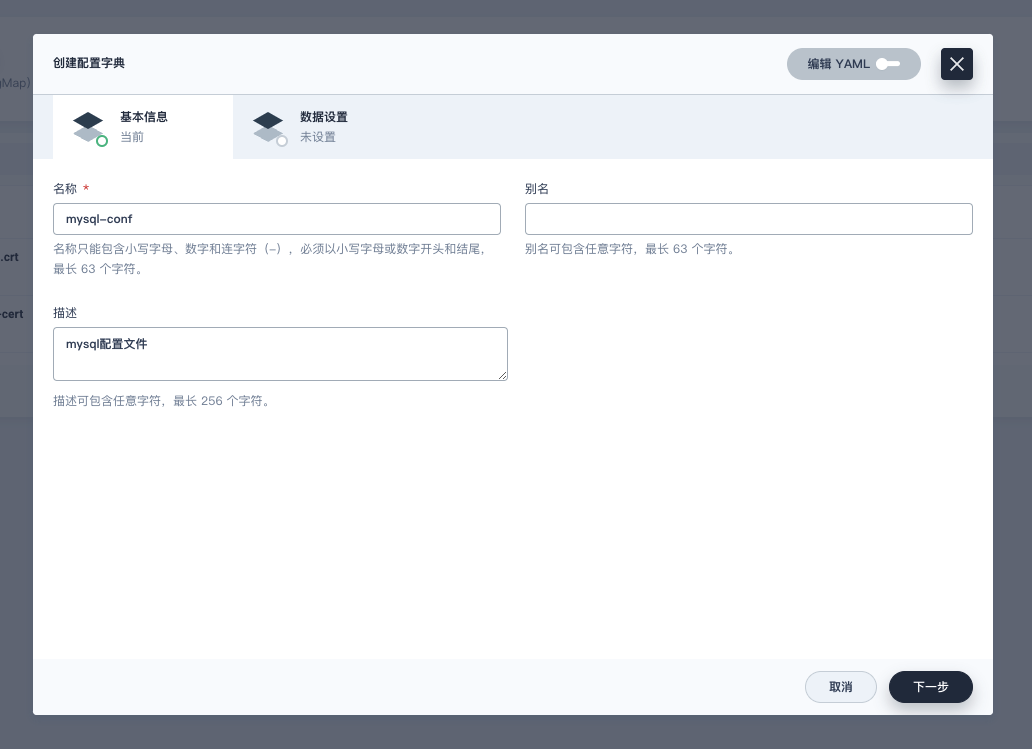 创建配置字典
编辑 YAML
gMap)
基本信息
当前
数据设置
未设置
名称 *
别名
mysql-conf
名称只能包含小写字母、数字和连字符（-），必须以小写字母或数字开头和结尾，
最长 63 个字符。
别名可包含任意字符，最长 63 个字符。
.crt
-cert
描述
mysql配置文件
描述可包含任意字符，最长 256 个字符。
取消
下一步